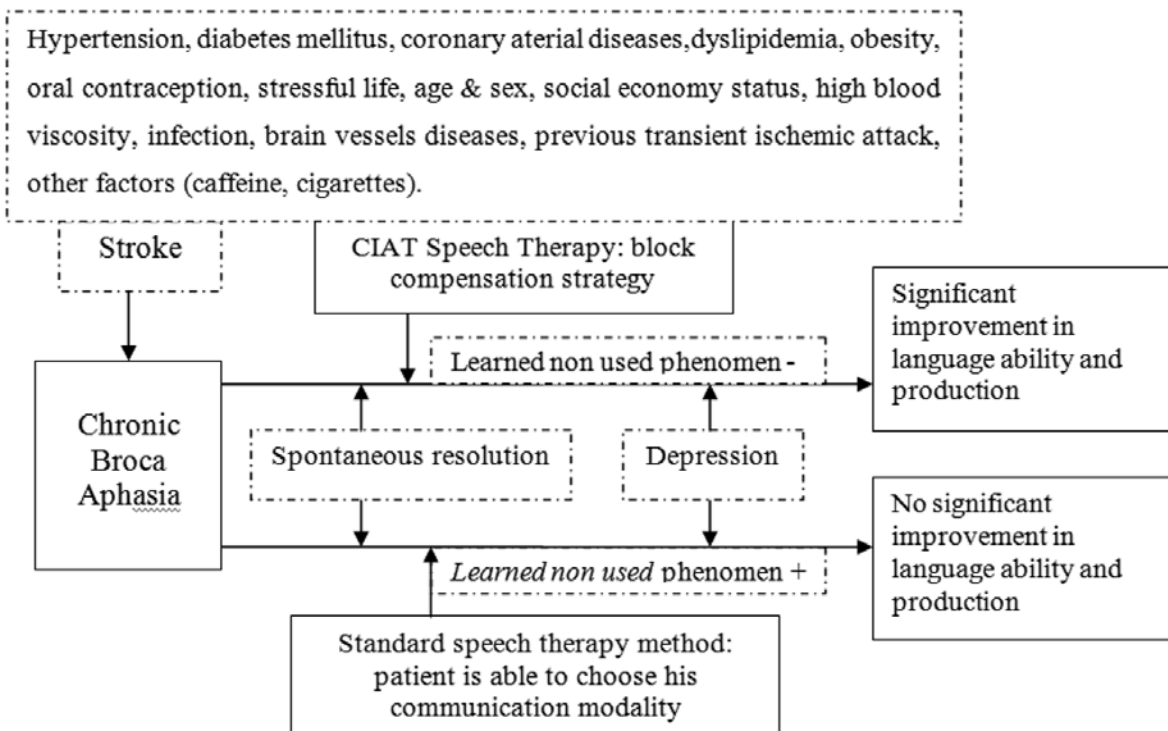 Hypertension, diabetes mellitus, coronary aterial diseases,dyslipidemia, obesity,
oral contraception, stressful life, age & sex, social economy status, high blood
viscosity, infection, brain vessels diseases, previous transient ischemic attack,
other factors (caffeine, cigarettes).
Stroke
CIAT Speech Therapy: block
compensation strategy
Significant
improvement in
language ability and
production
Learned non used phenomen -
Chronic
Broca
Aphasia
Spontaneous resolution
Depression
No significant
improvement in
language ability and
production
Learned non used phenomen +
Standard speech therapy method:
patient is able to choose his
communication modality